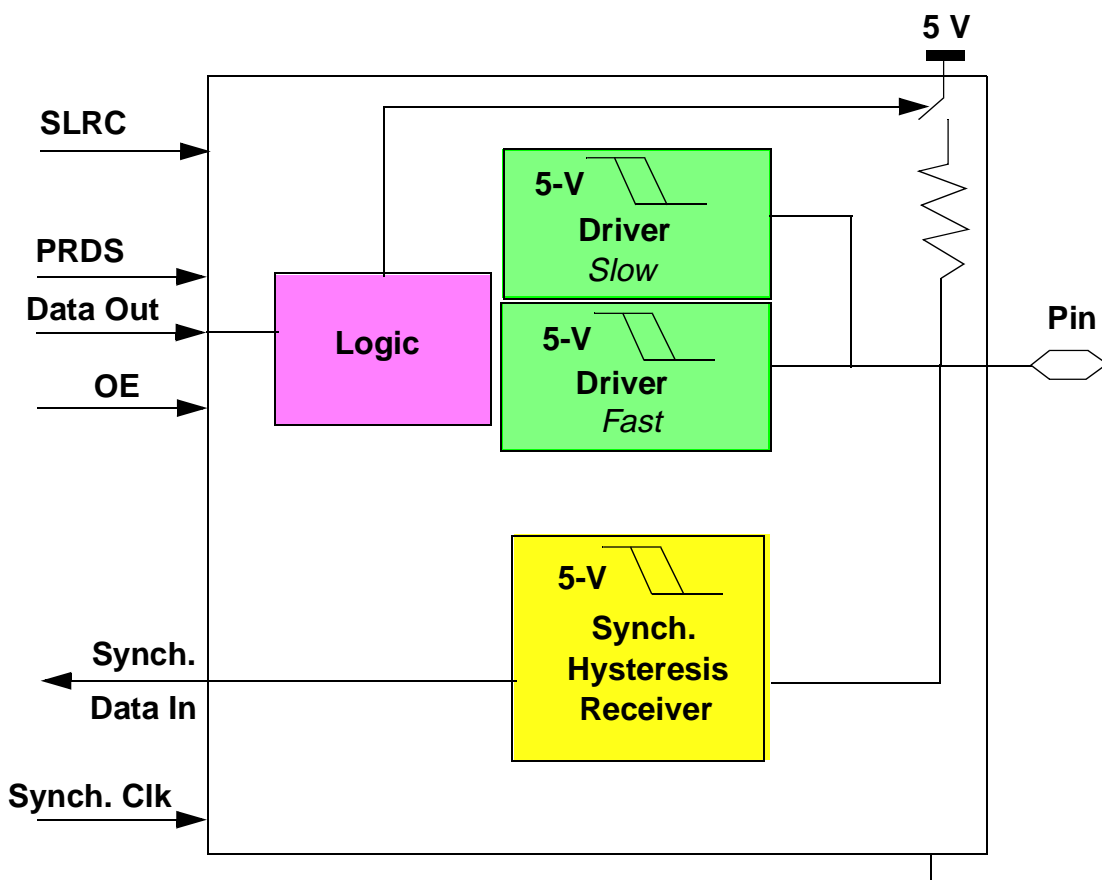 5 V
SLRC
5-V
Driver
Slow
PRDS
Data Out
Logic
5-V
Driver
Fast
Pin
OE
5-V
Synch.
Hysteresis
Receiver
Synch.
Data In
Synch. Clk